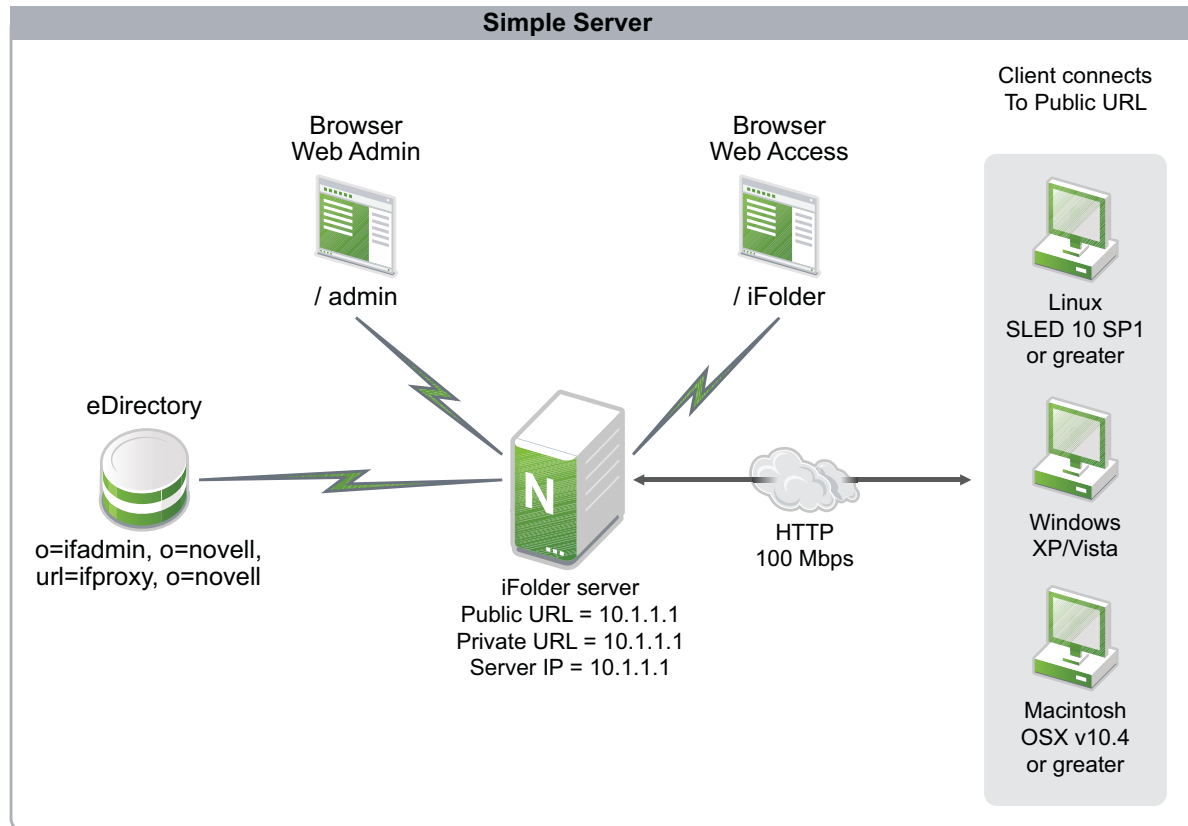 Simple Server
Client connects
To Public URL
Browser
Web Admin
Browser
Web Access
/ admin
/ iFolder
Linux
SLED 10 SP1
or greater
eDirectory
o=ifadmin, o=novell,
url=ifproxy, o=novell
N
HTTP
100 Mbps
iFolder server
Public URL = 10.1.1.1
Private URL = 10.1.1.1
Server IP = 10.1.1.1
Windows
XP/Vista
Macintosh
OSX v10.4
or greater